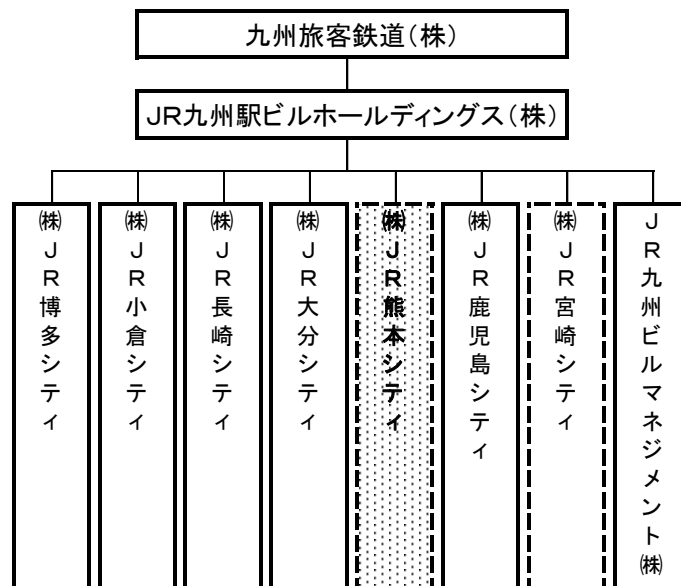 九州旅客鉄道（株）
ＪＲ九州駅ビルホールディングス（株）
㈱ＪＲ博多シティ
㈱ＪＲ小倉シティ
㈱ＪＲ長崎シティ
㈱ＪＲ大分シティ
㈱ＪＲ熊本シティ
㈱ＪＲ鹿児島シティ
㈱ＪＲ宮崎シティ
ＪＲ九州ビルマネジメント㈱